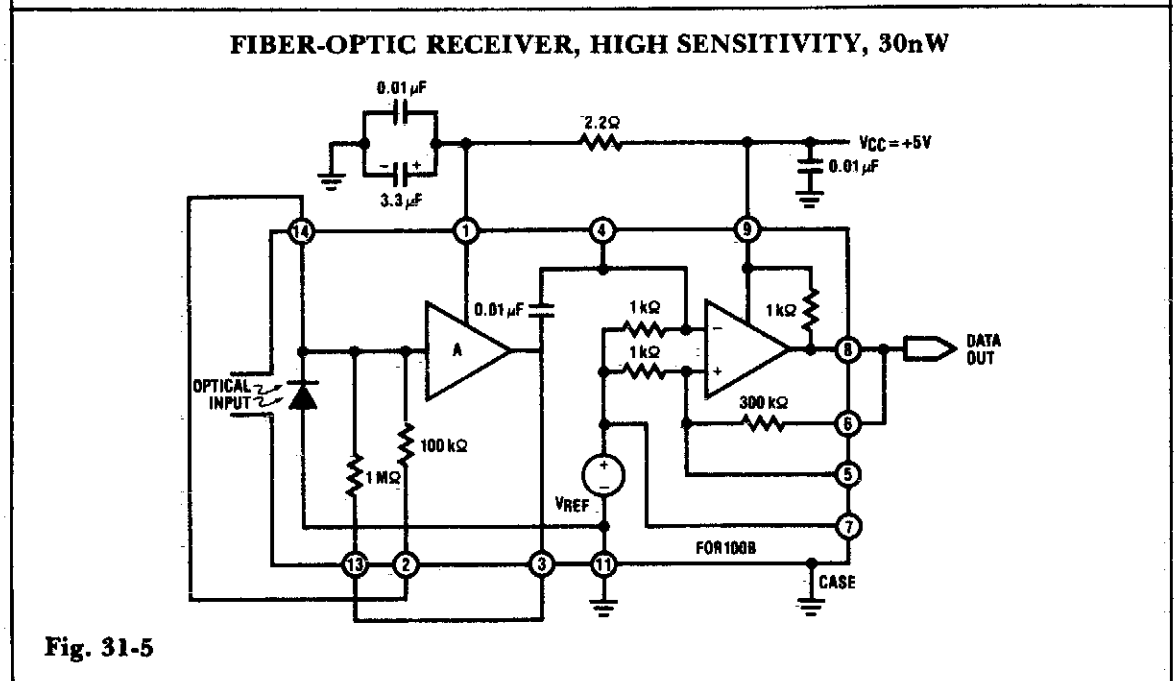 FIBER-OPTIC RECEIVER, HIGH SENSITIVITY, 30nW
0.01 µF
2.2Ω
VCC = +5V
0.01 µF
- +
3.3 µF
14
1
4
9
0.01 µF
1 kΩ
1 kΩ
A
-
1 kΩ
+
8
DATA
OUT
OPTICAL
INPUT
300 kΩ
6
100 kΩ
1 MΩ
+
-
5
VREF
7
FOR100B
13
2
3
11
CASE
Fig. 31-5